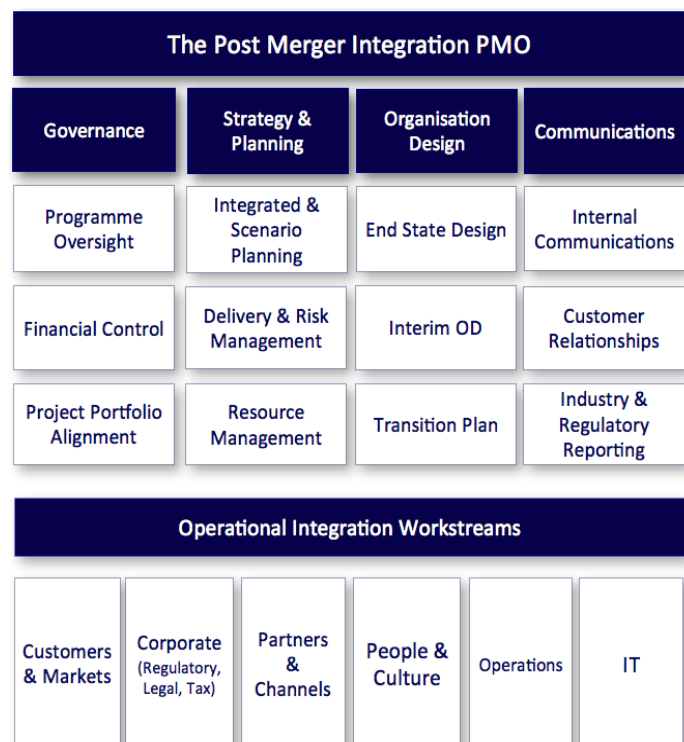 The Post Merger Integration PMO
Governance
Strategy &
Planning
Organisation
Design
Communications
Programme
Oversight
Integrated &
Scenario
Planning
End State Design
Internal
Communications
Financial Control
Delivery & Risk
Management
Interim OD
Customer
Relationships
Project Portfolio
Alignment
Resource
Management
Transition Plan
Industry &
Regulatory
Reporting
Operational Integration Workstreams
Customers
& Markets
Corporate
(Regulatory,
Legal, Tax)
Partners
&
Channels
People &
Culture
Operations
IT